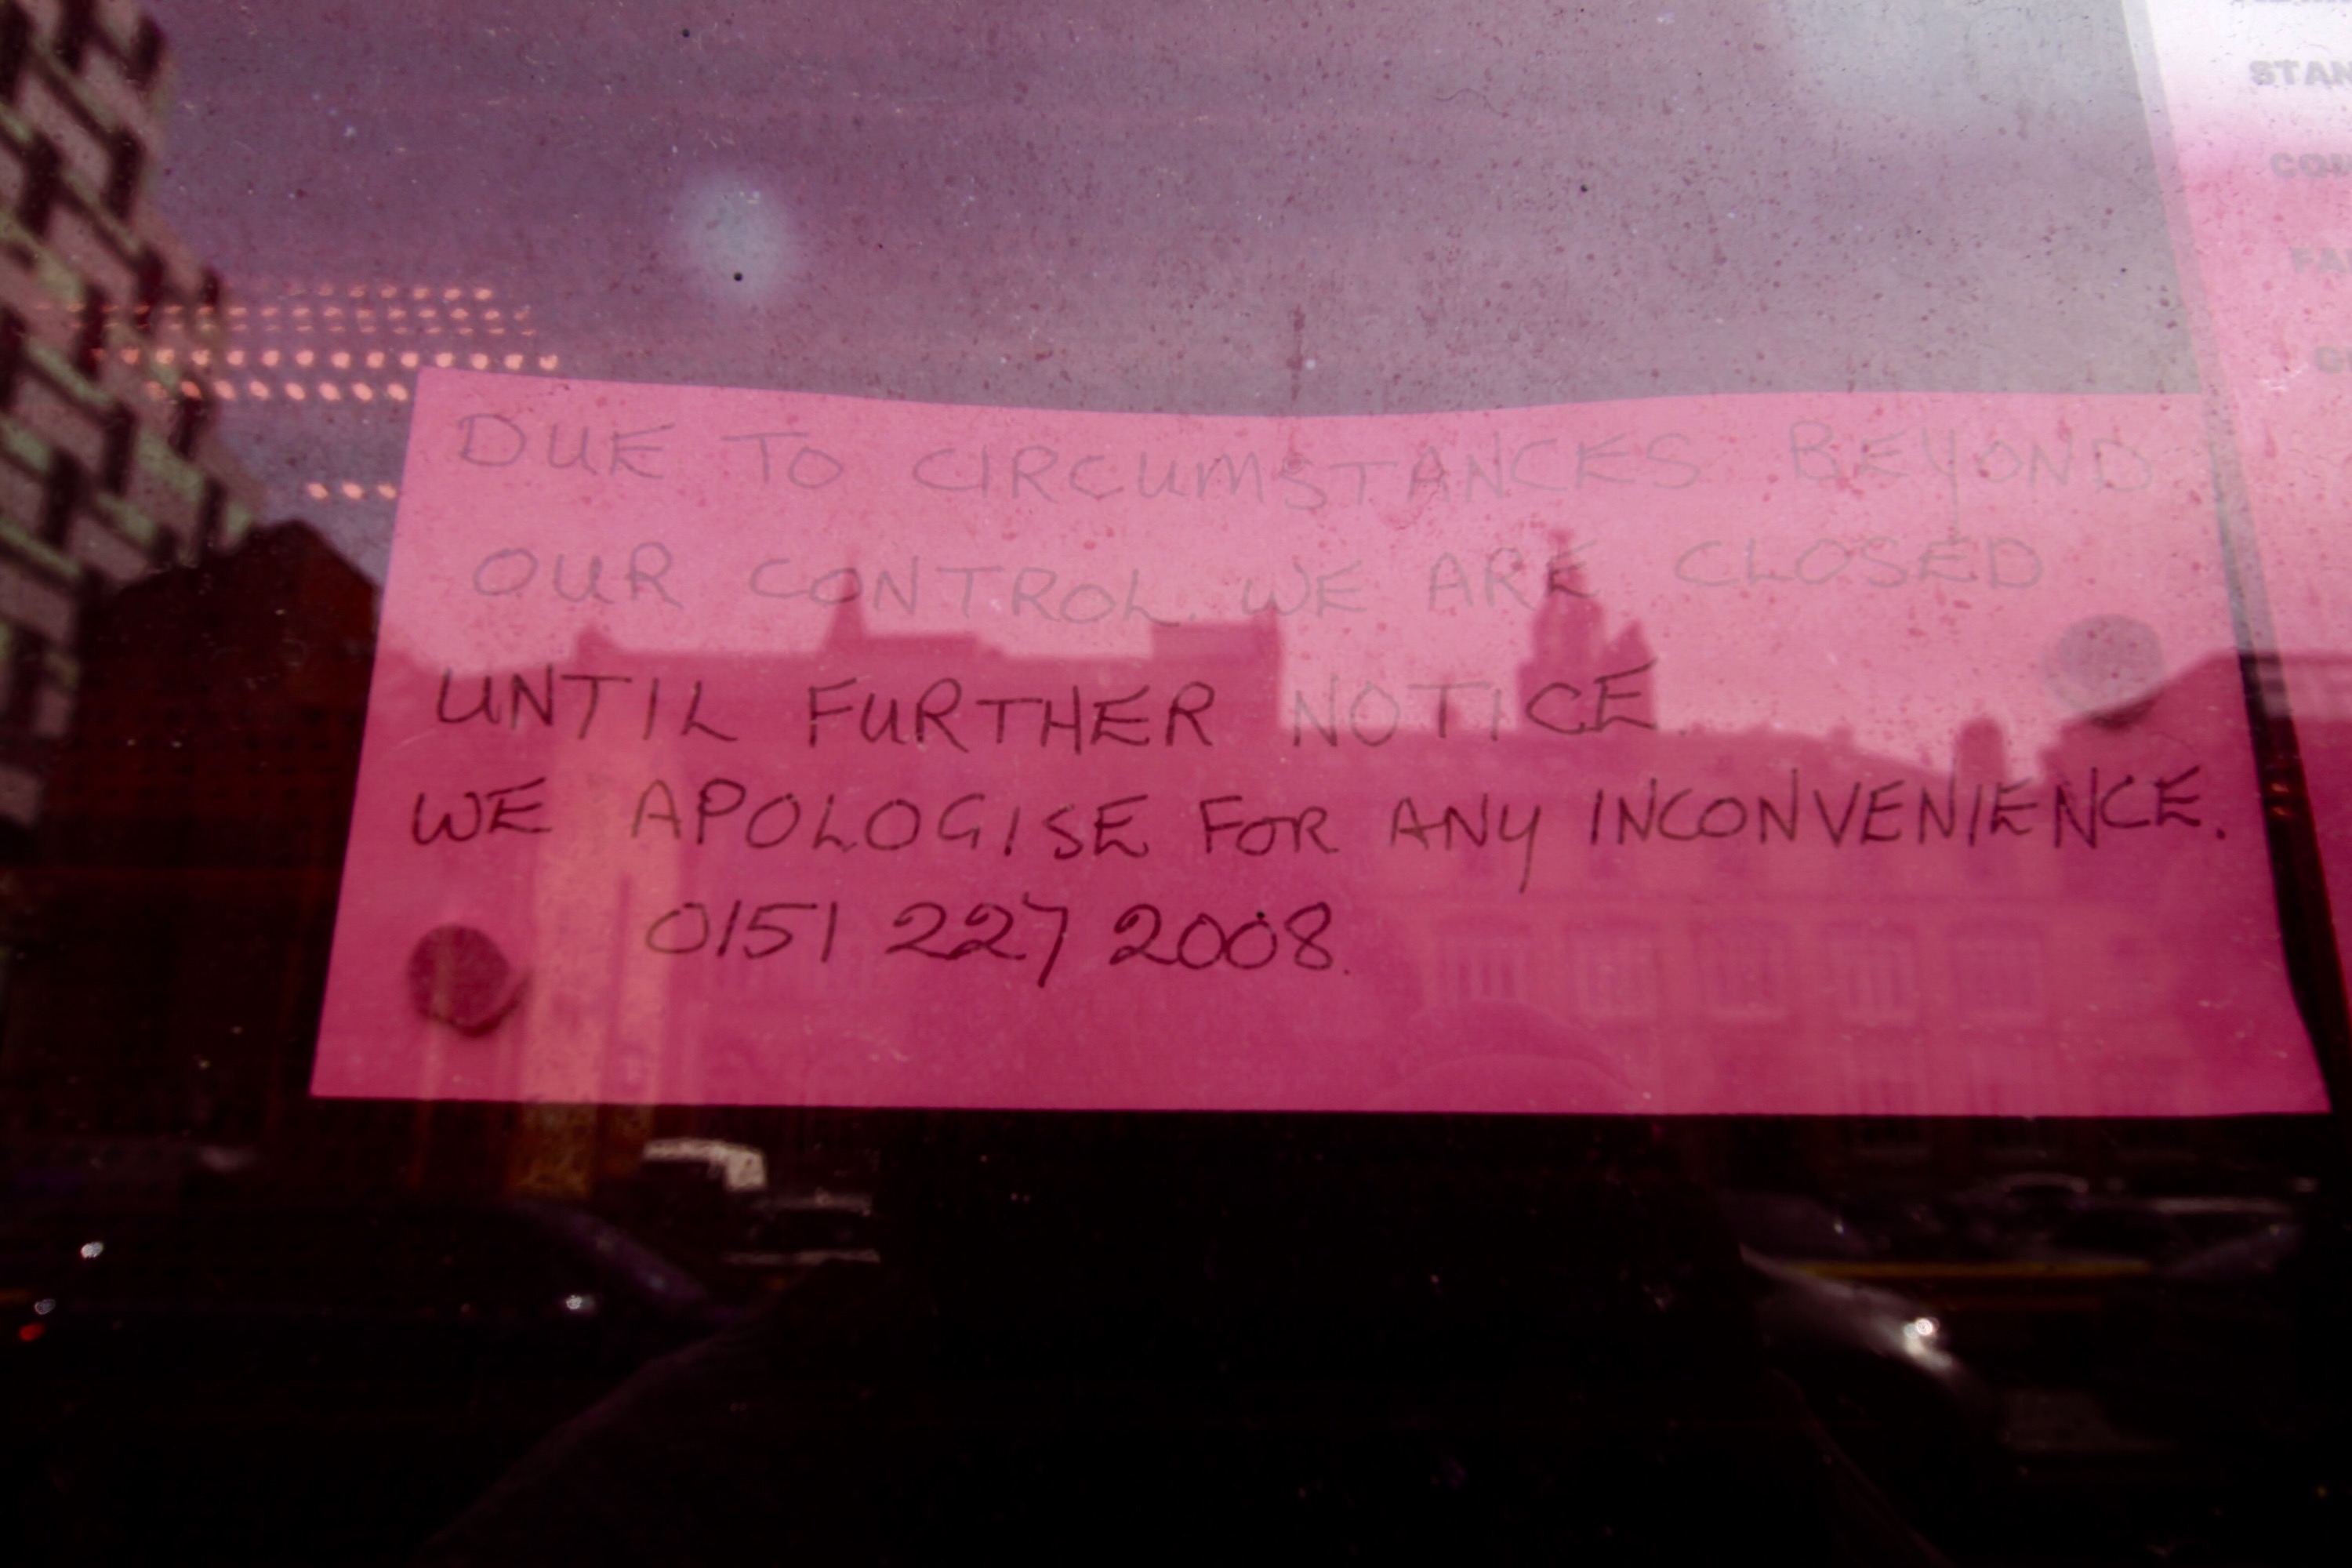 DUE TO CIRCUMSTANCES BEYOND
OUR CONTROL. WE ARE CLOSED
UNTIL FURTHER NOTICE.
WE APOLOGISE FOR ANY INCONVENIENCE.
0151 227 2008.